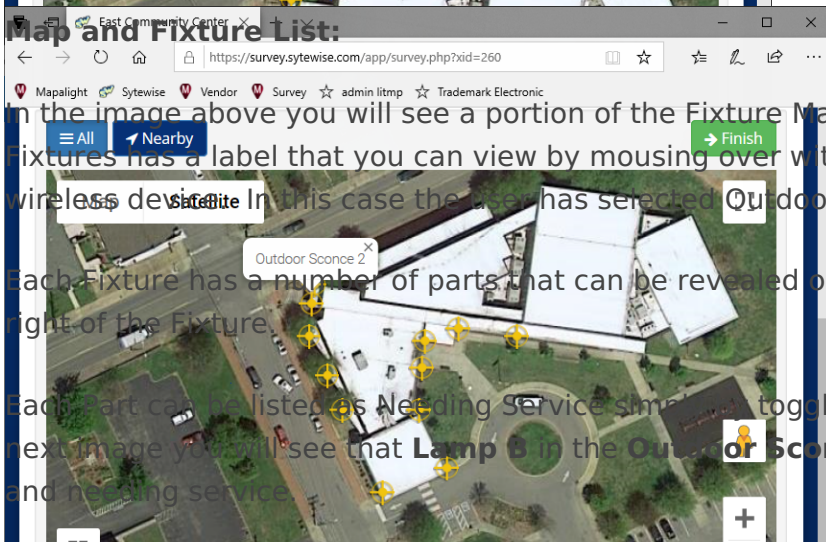 East Community Center
Map and Fixture List:
https://survey.sytewise.com/app/survey.php?xid=260
Mapalight Sytewise Vendor Survey admin litmp Trademark Electronic
In the image above you will see a portion of the Fixture Ma
All Nearby Finish
Fixtures has a label that you can view by mousing over wit
Map Satellite
wireless device. In this case the user has selected Outdoo
Outdoor Sconce 2
Each Fixture has a number of parts that can be revealed o
right of the Fixture.
Each Part can be listed as Needing Service simply toggl
next image you will see that Lamp B in the Outdoor Scon
and needing service.